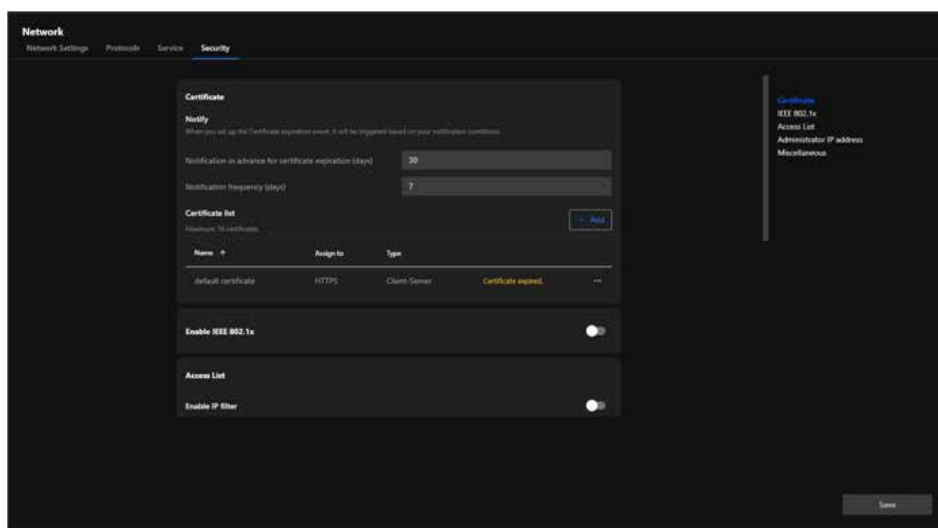 Network
Network Settings Protocols Service Security
Certificate
Notify
When you set up the Certificate expiration event, it will be triggered based on your notification conditions.
Notification in advance for certificate expiration (days) 30
Notification frequency (days) 7
Certificate list
+ Add
Maximum 10 certificates.
Name ↑ Assign to Type
default certificate HTTPS Client-Server Certificate expired. ...
Enable IEEE 802.1x
Access List
Enable IP filter
Certificate
IEEE 802.1x
Access List
Administrator IP address
Miscellaneous
Save